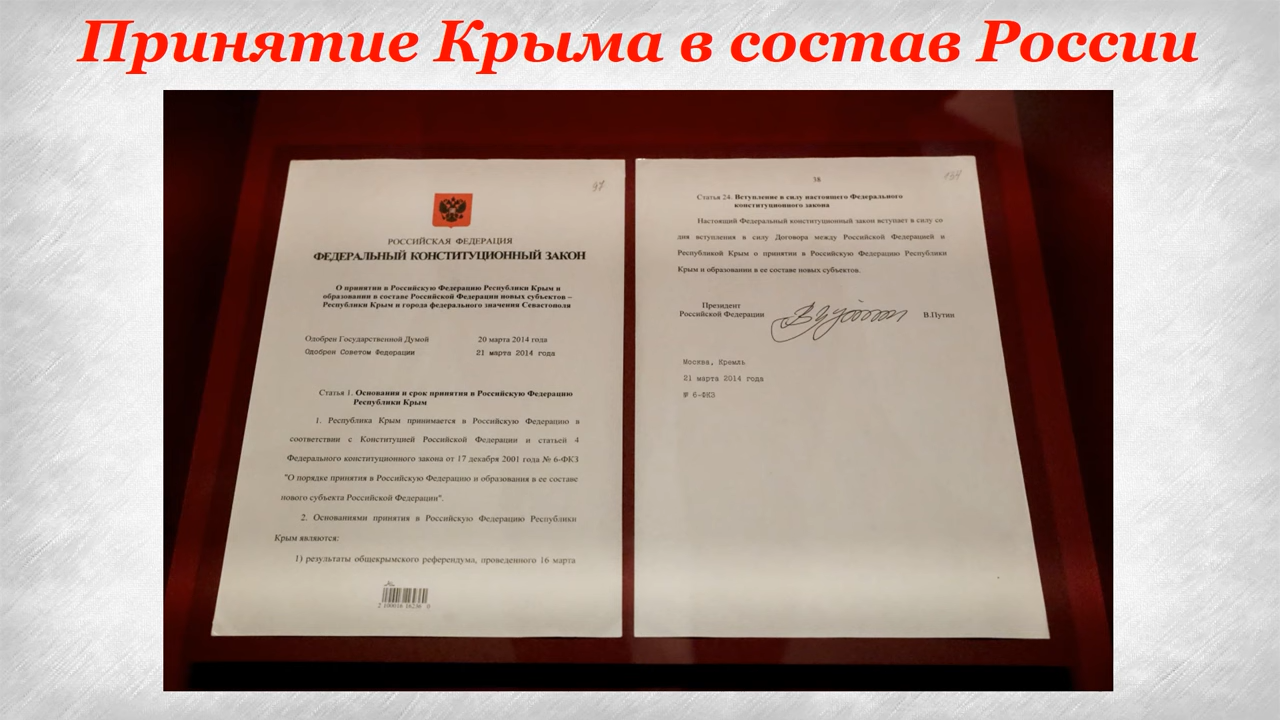 Принятие Крыма в состав России
97
РОССИЙСКАЯ ФЕДЕРАЦИЯ
ФЕДЕРАЛЬНЫЙ КОНСТИТУЦИОННЫЙ ЗАКОН
О принятии в Российскую Федерацию Республики Крым и
образовании в составе Российской Федерации новых субъектов –
Республики Крым и города федерального значения Севастополя
Одобрен Государственной Думой 20 марта 2014 года
Одобрен Советом Федерации 21 марта 2014 года
Статья 1. Основания и срок принятия в Российскую Федерацию
Республики Крым
1. Республика Крым принимается в Российскую Федерацию в
соответствии с Конституцией Российской Федерации и статьей 4
Федерального конституционного закона от 17 декабря 2001 года № 6-ФКЗ
"О порядке принятия в Российскую Федерацию и образования в ее составе
нового субъекта Российской Федерации".
2. Основаниями принятия в Российскую Федерацию Республики
Крым являются:
1) результаты общекрымского референдума, проведенного 16 марта
38
Статья 24. Вступление в силу настоящего Федерального
конституционного закона
Настоящий Федеральный конституционный закон вступает в силу со
дня вступления в силу Договора между Российской Федерацией и
Республикой Крым о принятии в Российскую Федерацию Республики
Крым и образовании в ее составе новых субъектов.
Президент
Российской Федерации В.Путин
Москва, Кремль
21 марта 2014 года
№ 6-ФКЗ